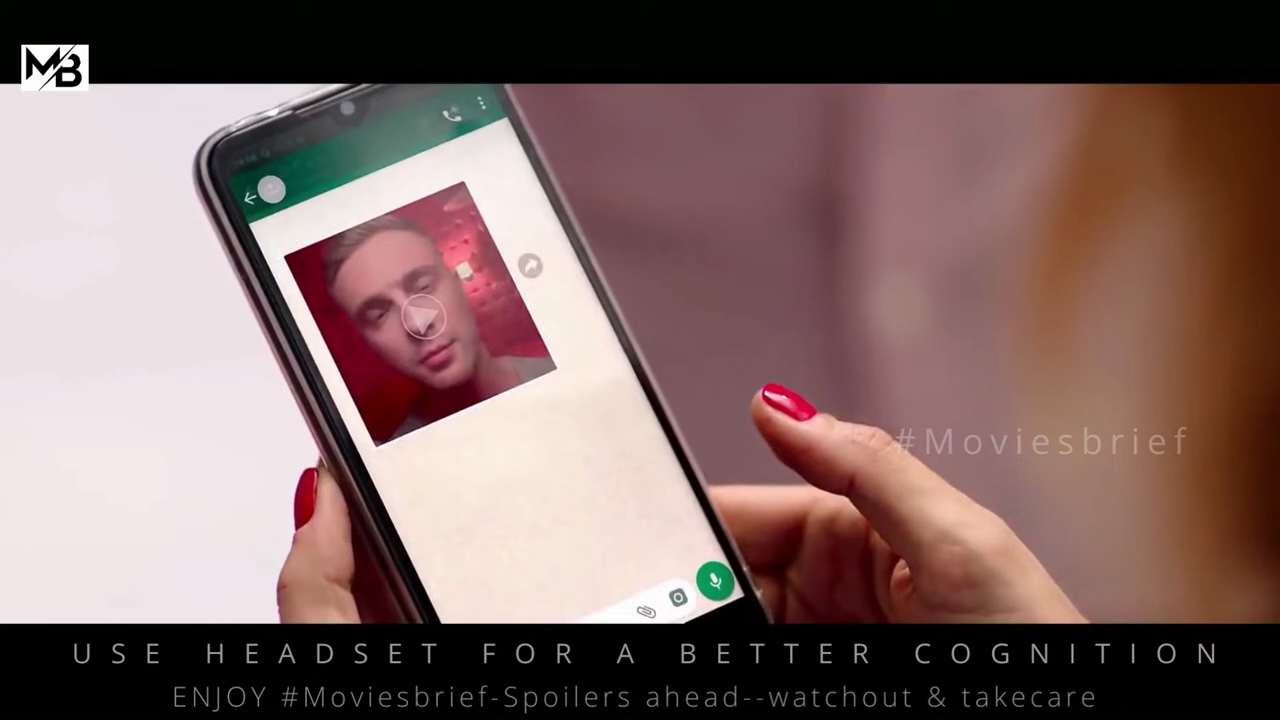 MB
#Moviesbrief
USE HEADSET FOR A BETTER COGNITION
ENJOY #Moviesbrief-Spoilers ahead--watchout & takecare